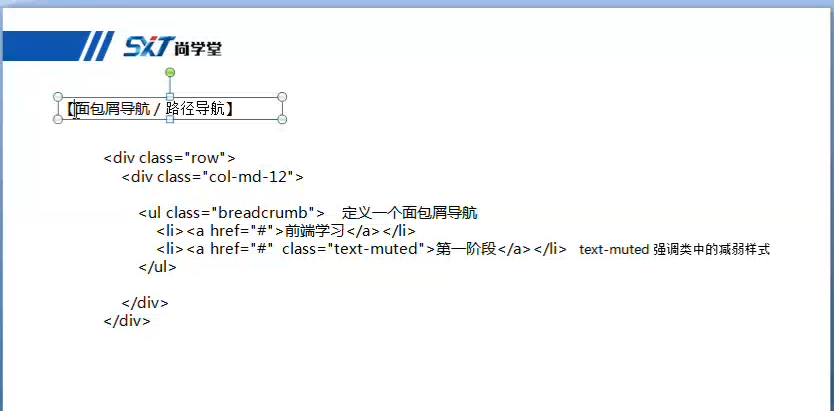 SXT尚学堂
【面包屑导航 / 路径导航】
<div class="row">
<div class="col-md-12">
<ul class="breadcrumb"> 定义一个面包屑导航
<li><a href="#">前端学习</a></li>
<li><a href="#" class="text-muted">第一阶段</a></li> text-muted 强调类中的减弱样式
</ul>
</div>
</div>